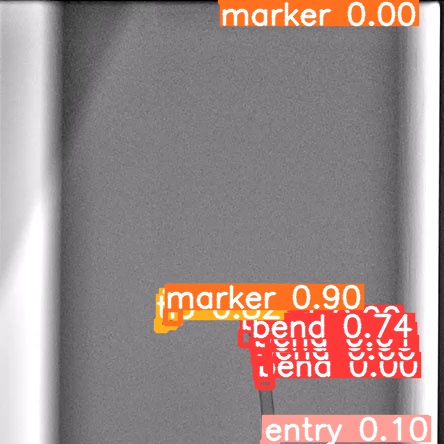 marker 0.00
marker 0.90
bend 0.74
bend 0.00
entry 0.10